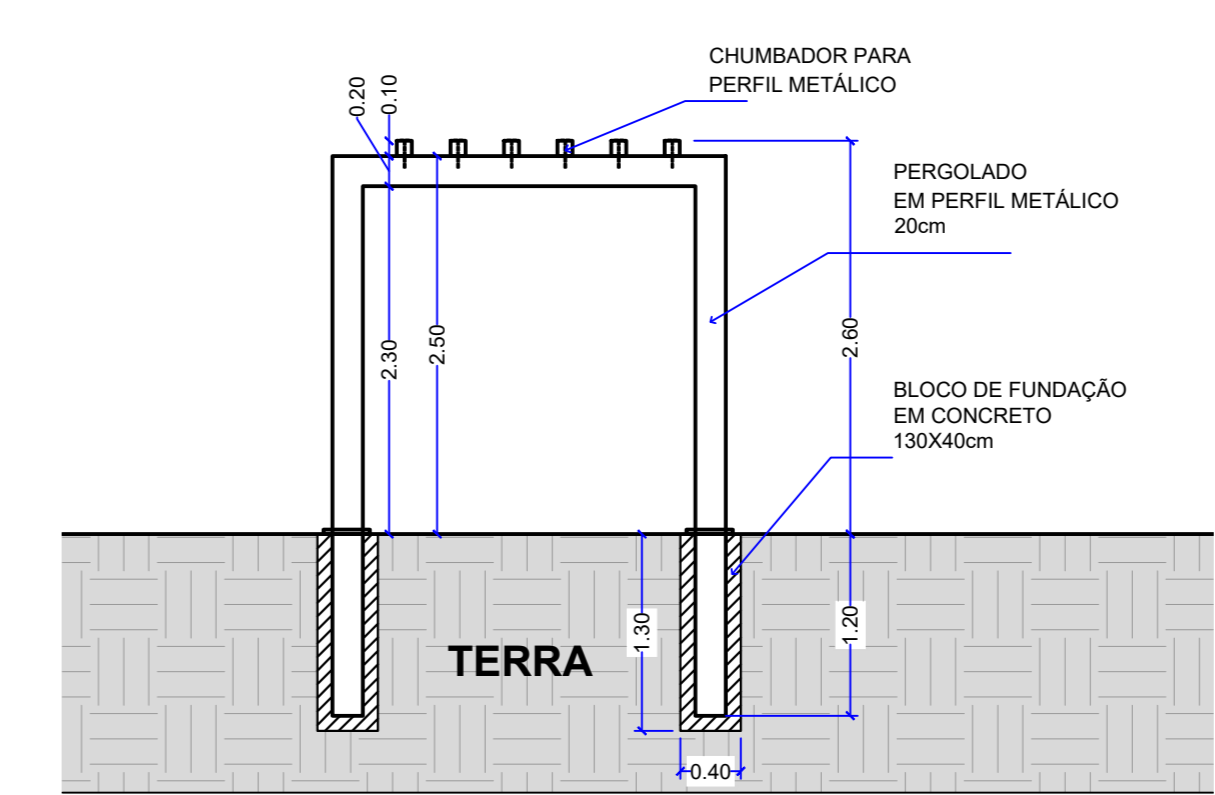 CHUMBADOR PARA
PERFIL METÁLICO
0.20
0.10
PERGOLADO
EM PERFIL METÁLICO
20cm
2.30
2.50
2.60
BLOCO DE FUNDAÇÃO
EM CONCRETO
130X40cm
TERRA
1.30
1.20
0.40